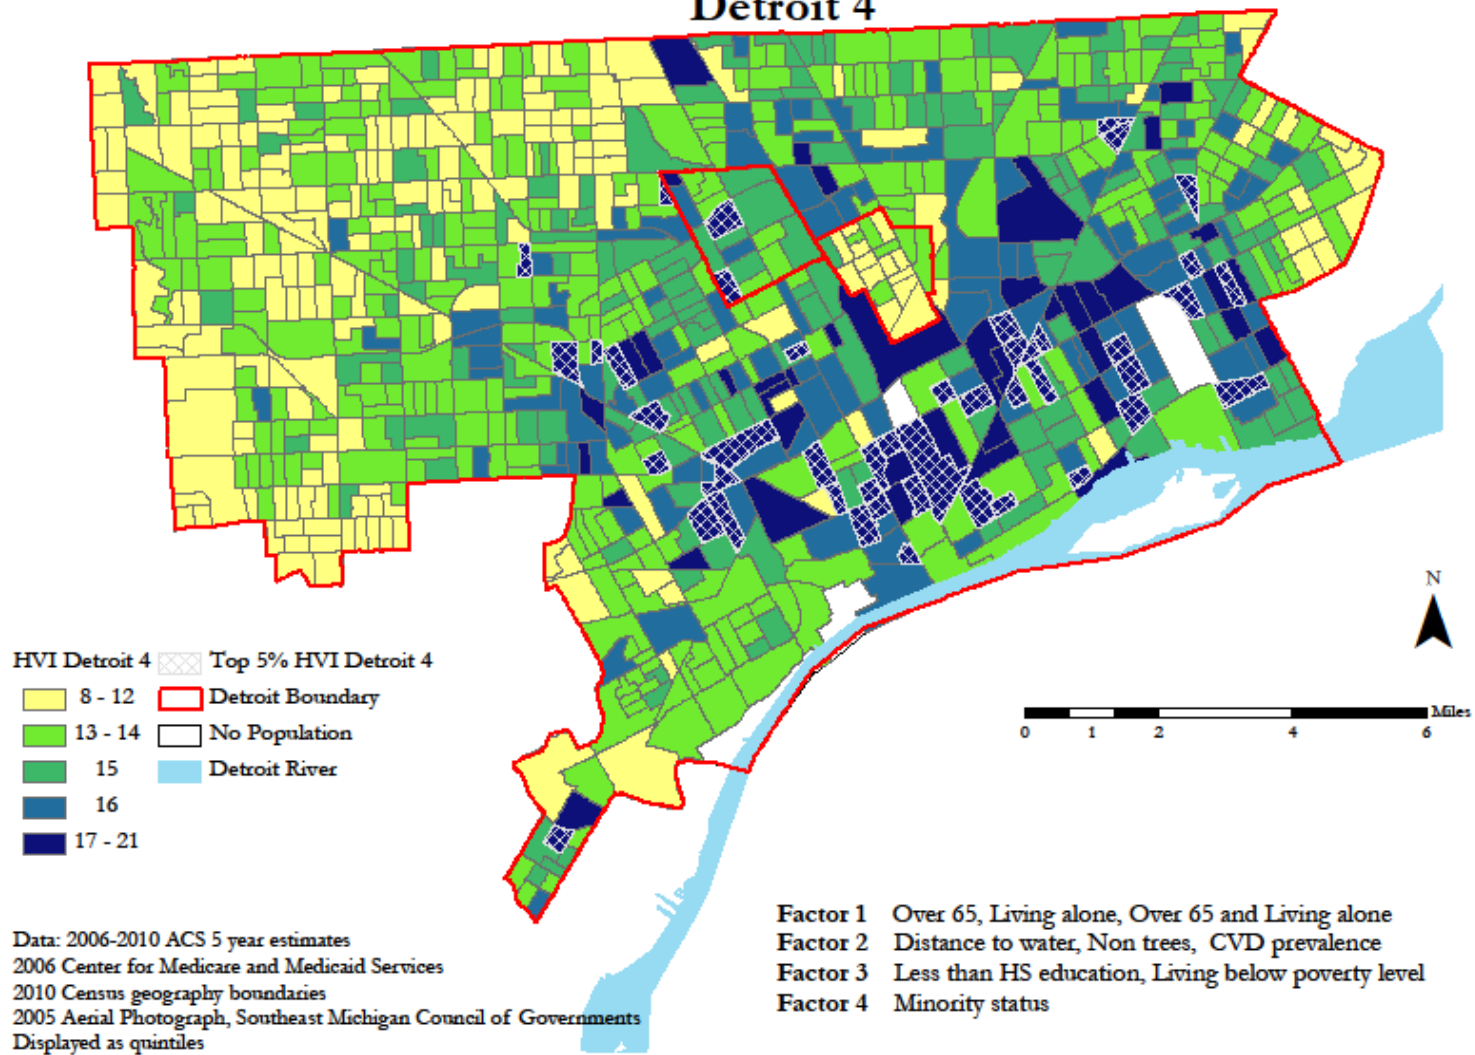 Detroit 4
N
HVI Detroit 4 Top 5% HVI Detroit 4
8 - 12 Detroit Boundary
13 - 14 No Population
15 Detroit River
16
17 - 21
Miles
0 1 2 4 6
Factor 1 Over 65, Living alone, Over 65 and Living alone
Factor 2 Distance to water, Non trees, CVD prevalence
Factor 3 Less than HS education, Living below poverty level
Factor 4 Minority status
Data: 2006-2010 ACS 5 year estimates
2006 Center for Medicare and Medicaid Services
2010 Census geography boundaries
2005 Aerial Photograph, Southeast Michigan Council of Governments
Displayed as quintiles